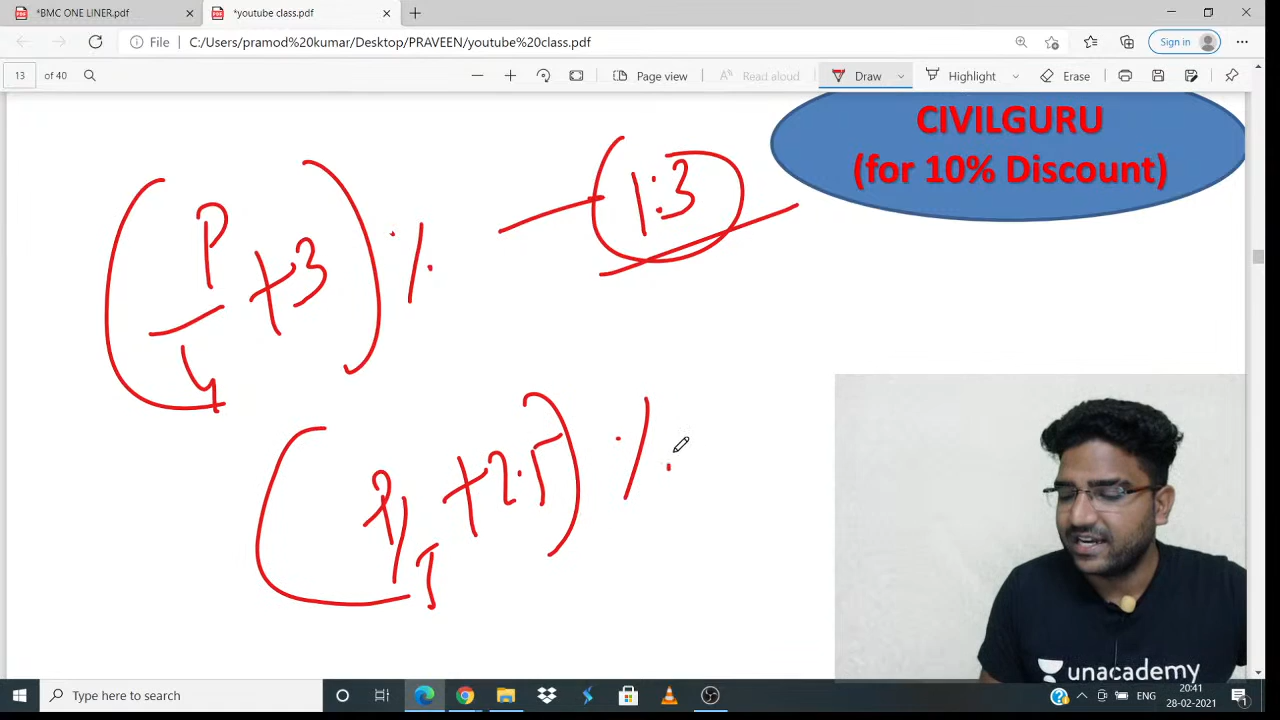 *BMC ONE LINER.pdf
*youtube class.pdf
File
C:/Users/pramod%20kumar/Desktop/PRAVEEN/youtube%20class.pdf
Sign in
13 of 40
Page view
Read aloud
Draw
Highlight
Erase
CIVILGURU
(for 10% Discount)
(P/4 + 3) %
1:3
(P/5 + 2.5) %
unacademy
Type here to search
ENG
20:41
28-02-2021